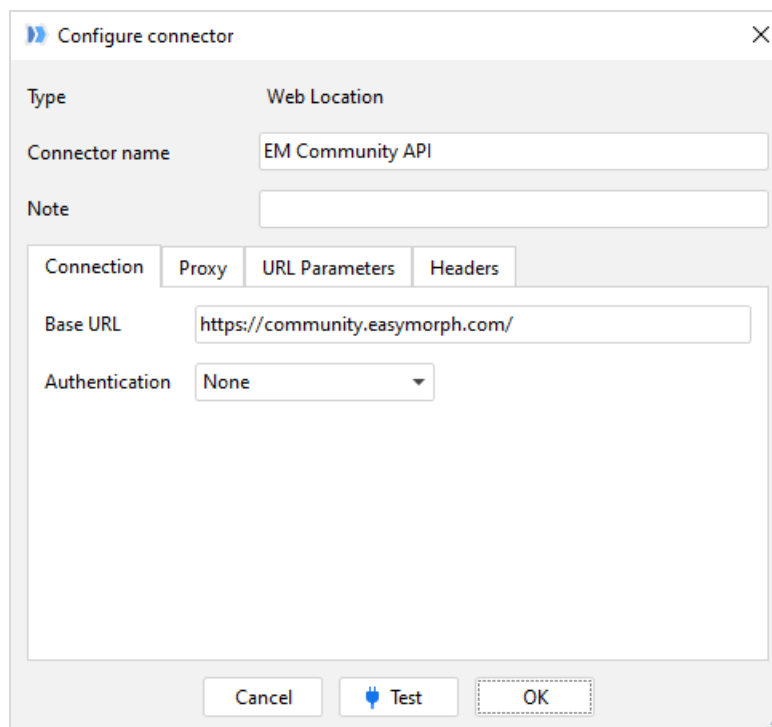 Configure connector
Type Web Location
Connector name EM Community API
Note
Connection Proxy URL Parameters Headers
Base URL https://community.easymorph.com/
Authentication None
Cancel Test OK